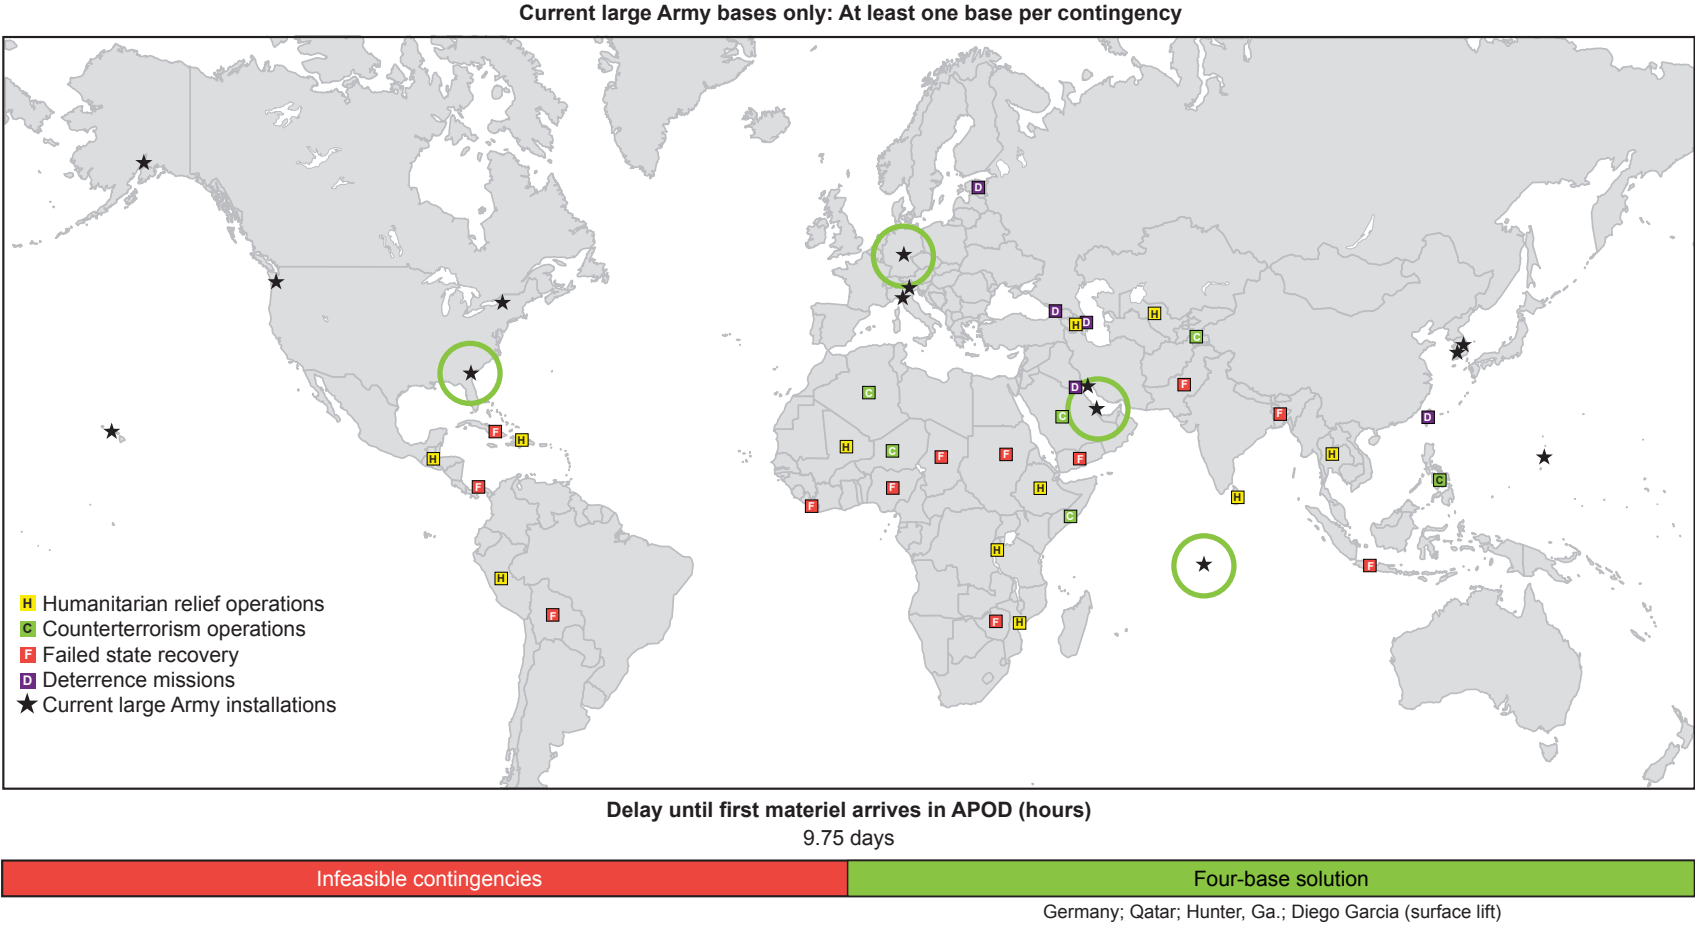 Current large Army bases only: At least one base per contingency
D
D
H
D
H
C
D
F
C
C
F
D
F
H
H
H
C
F
F
F
H
C
F
F
H
H
F
C
H
F
H
F
F
H
H Humanitarian relief operations
C Counterterrorism operations
F Failed state recovery
D Deterrence missions
Current large Army installations
Delay until first materiel arrives in APOD (hours)
9.75 days
Infeasible contingencies
Four-base solution
Germany; Qatar; Hunter, Ga.; Diego Garcia (surface lift)